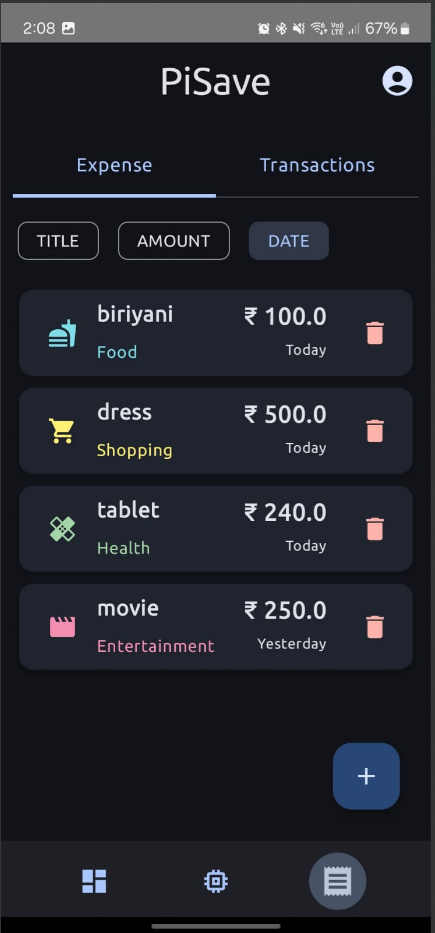 2:08 67%
PiSave
Expense Transactions
TITLE AMOUNT DATE
biriyani ₹ 100.0
Food Today
dress ₹ 500.0
Shopping Today
tablet ₹ 240.0
Health Today
movie ₹ 250.0
Entertainment Yesterday
+